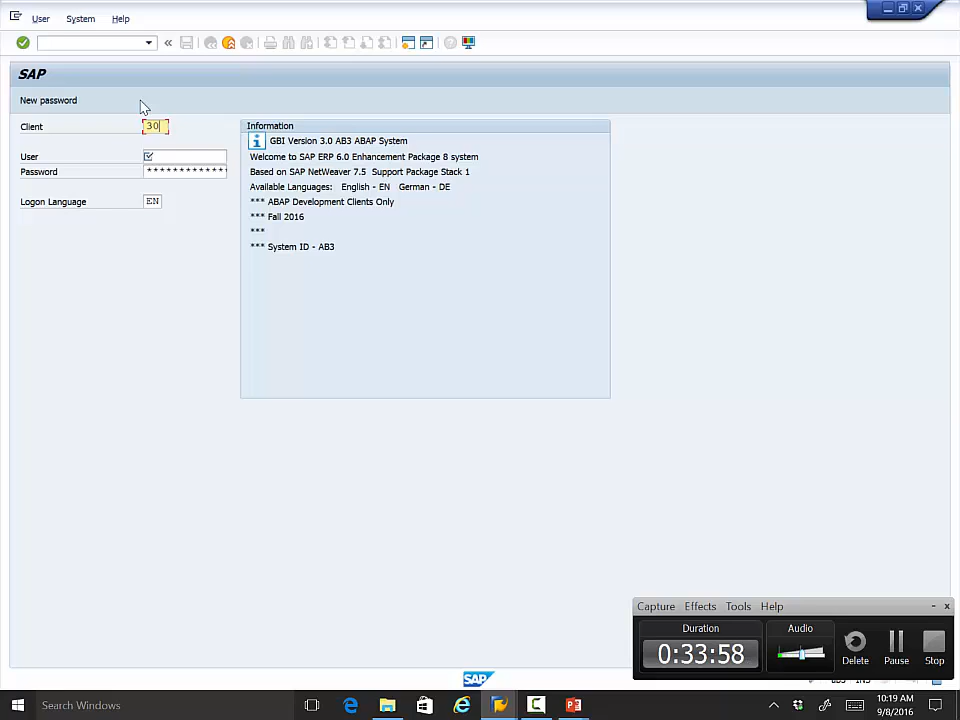 User System Help
SAP
New password
Client 30
User
Password *************
Logon Language EN
Information
GBI Version 3.0 AB3 ABAP System
Welcome to SAP ERP 6.0 Enhancement Package 8 system
Based on SAP NetWeaver 7.5 Support Package Stack 1
Available Languages: English - EN German - DE
*** ABAP Development Clients Only
*** Fall 2016
***
*** System ID - AB3
Capture Effects Tools Help
Duration Audio
0:33:58
Delete Pause Stop
SAP
Search Windows
10:19 AM
9/8/2016